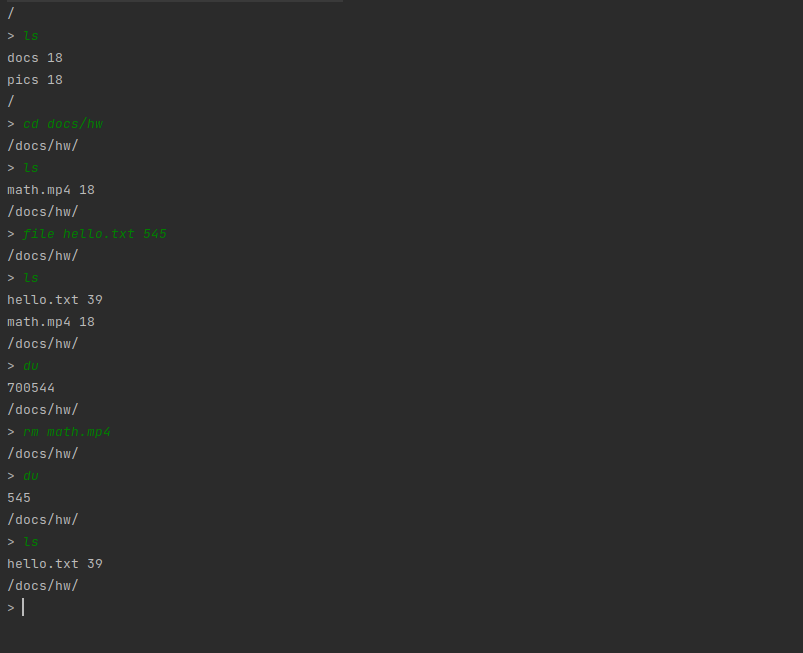 /
> ls
docs 18
pics 18
/
> cd docs/hw
/docs/hw/
> ls
math.mp4 18
/docs/hw/
> file hello.txt 545
/docs/hw/
> ls
hello.txt 39
math.mp4 18
/docs/hw/
> du
700544
/docs/hw/
> rm math.mp4
/docs/hw/
> du
545
/docs/hw/
> ls
hello.txt 39
/docs/hw/
>